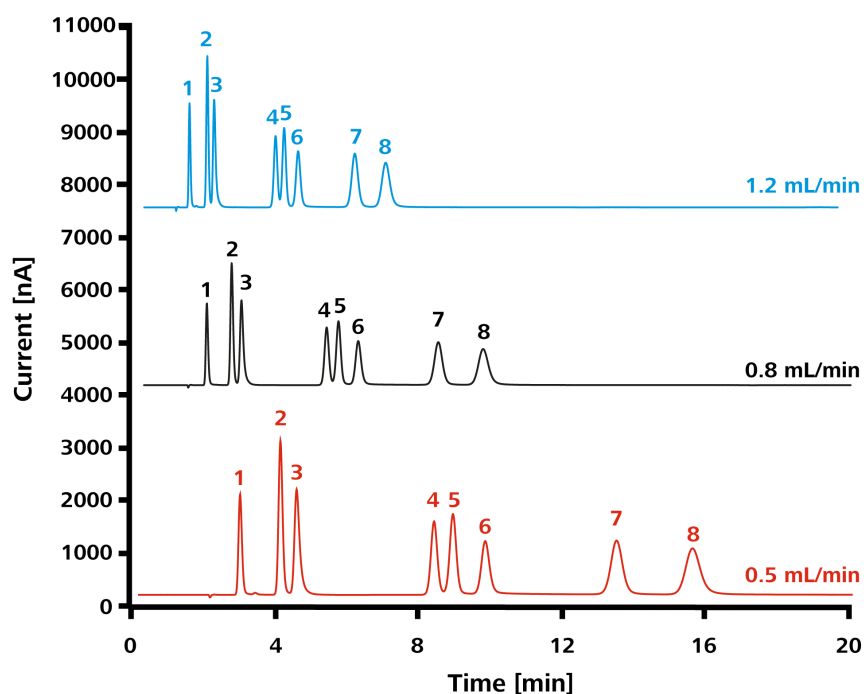 11000
10000
9000
8000
7000
6000
5000
4000
3000
2000
1000
0
Current [nA]
1 2 3 4 5 6 7 8
1.2 mL/min
1 2 3 4 5 6 7 8
0.8 mL/min
1 2 3 4 5 6 7 8
0.5 mL/min
0 4 8 12 16 20
Time [min]